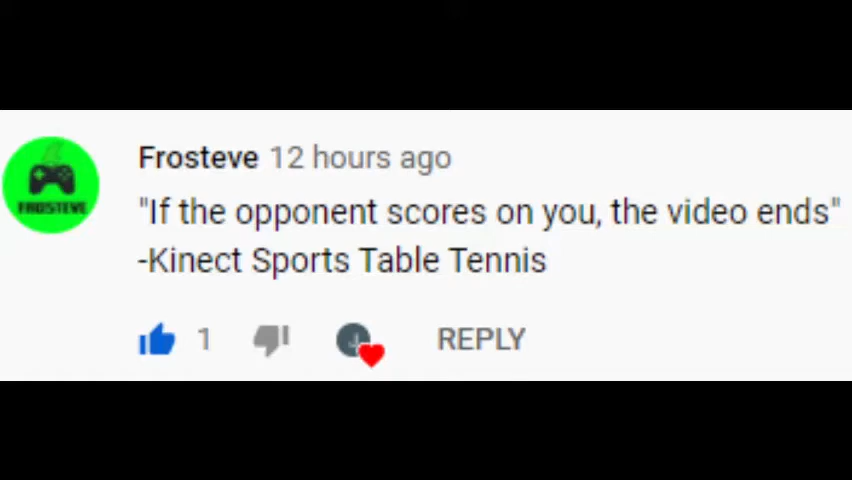 FROSTEVE
Frosteve 12 hours ago
"If the opponent scores on you, the video ends"
-Kinect Sports Table Tennis
1
REPLY